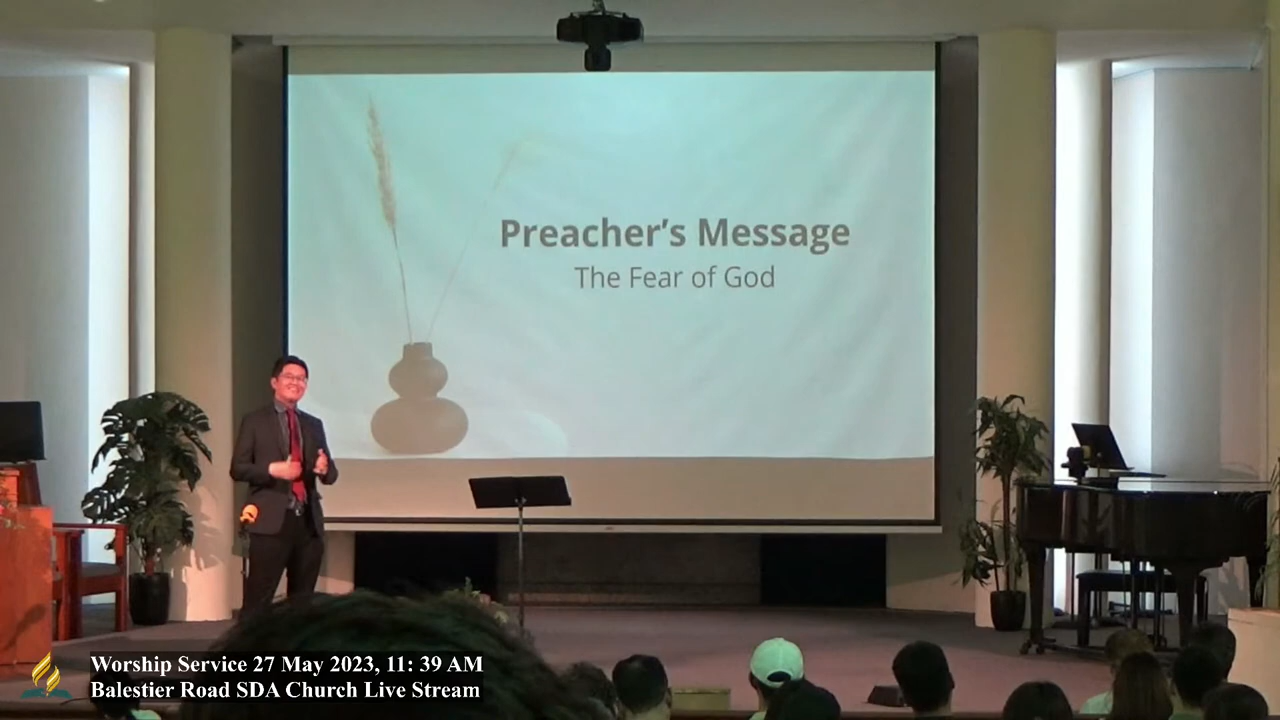 Preacher's Message
The Fear of God
Worship Service 27 May 2023, 11: 39 AM
Balestier Road SDA Church Live Stream